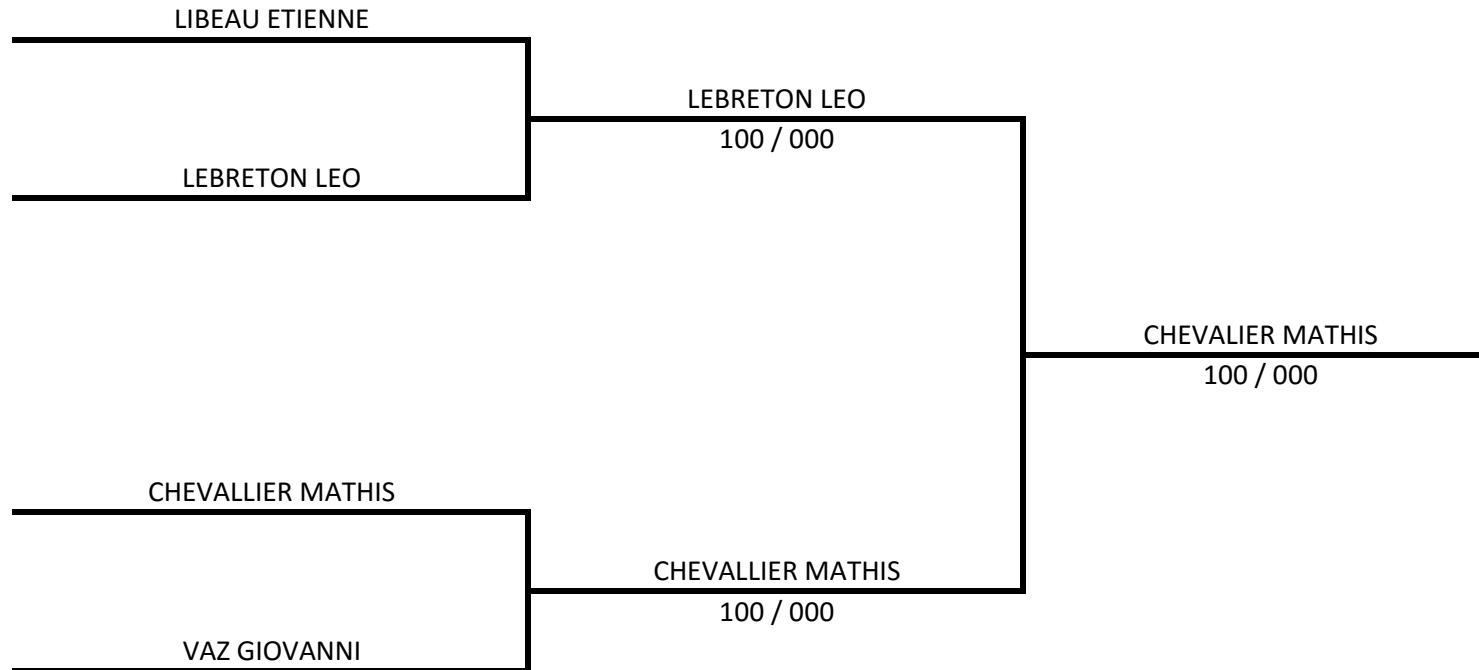 LIBEAU ETIENNE
LEBRETON LEO
100 / 000
LEBRETON LEO
CHEVALIER MATHIS
100 / 000
CHEVALLIER MATHIS
CHEVALLIER MATHIS
100 / 000
VAZ GIOVANNI